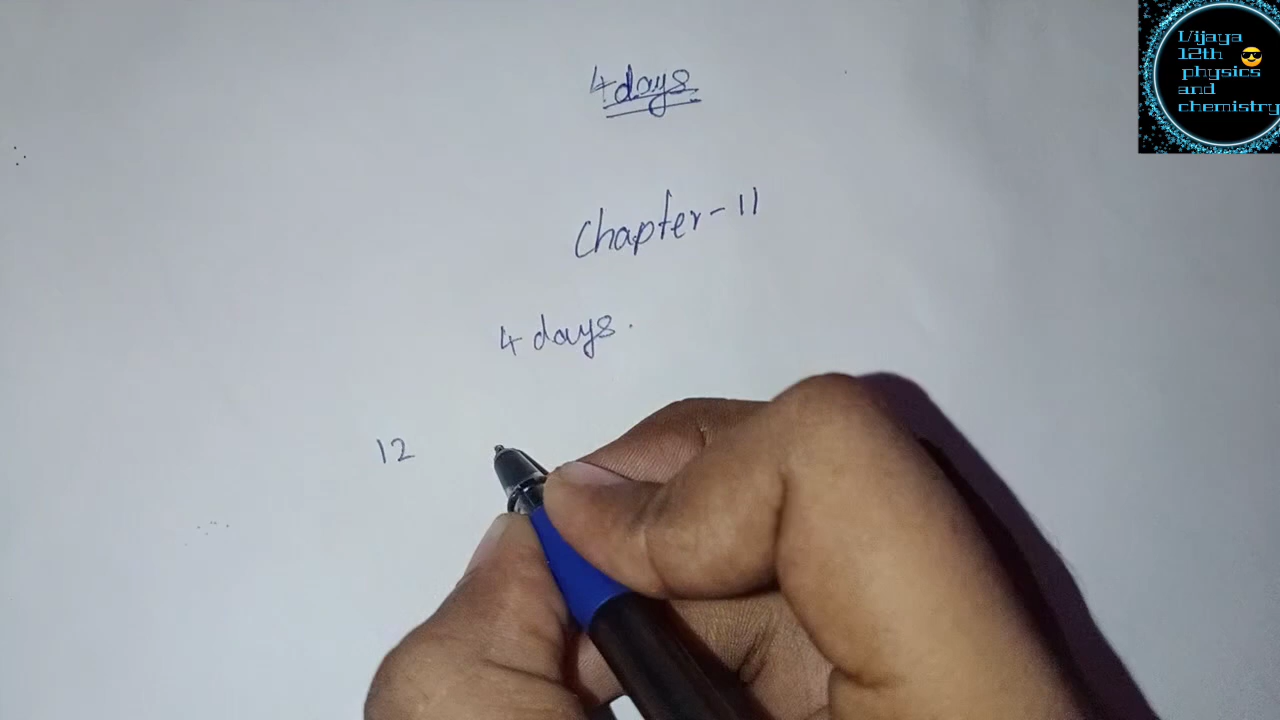 4 days
Chapter - 11
4 days.
12
Vijaya
12th 😎
physics
and
chemistry